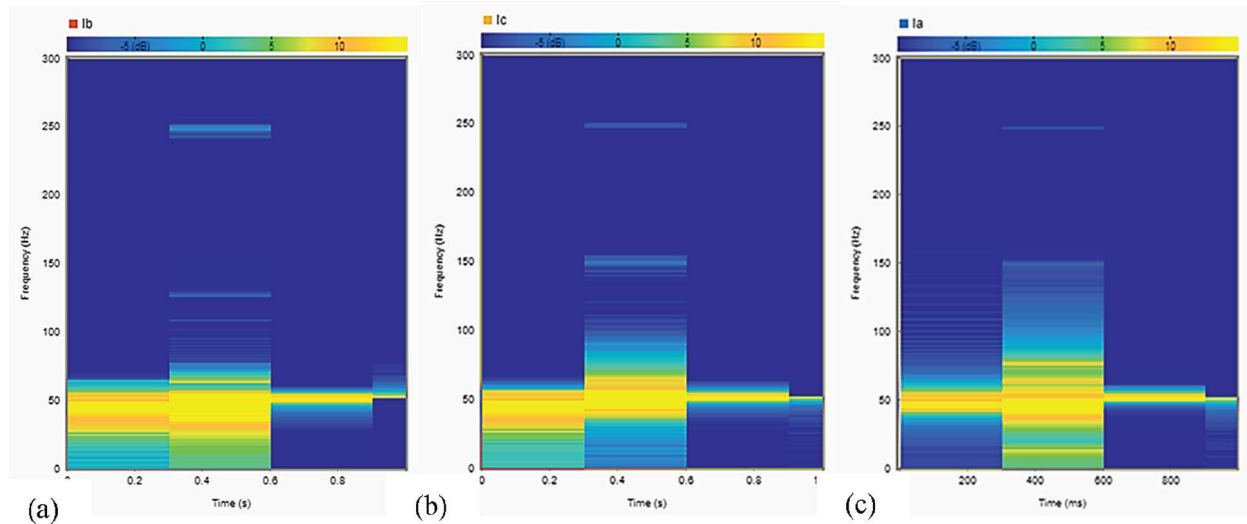 Ib
-5 (dB) 0 5 10
300
250
200
150
100
50
0
Frequency (Hz)
0 0.2 0.4 0.6 0.8
Time (s)
(a)
Ic
-5 (dB) 0 5 10
300
250
200
150
100
50
0
Frequency (Hz)
0 0.2 0.4 0.6 0.8 1
Time (s)
(b)
Ia
-5 (dB) 0 5 10
300
250
200
150
100
50
0
Frequency (Hz)
200 400 600 800
Time (ms)
(c)